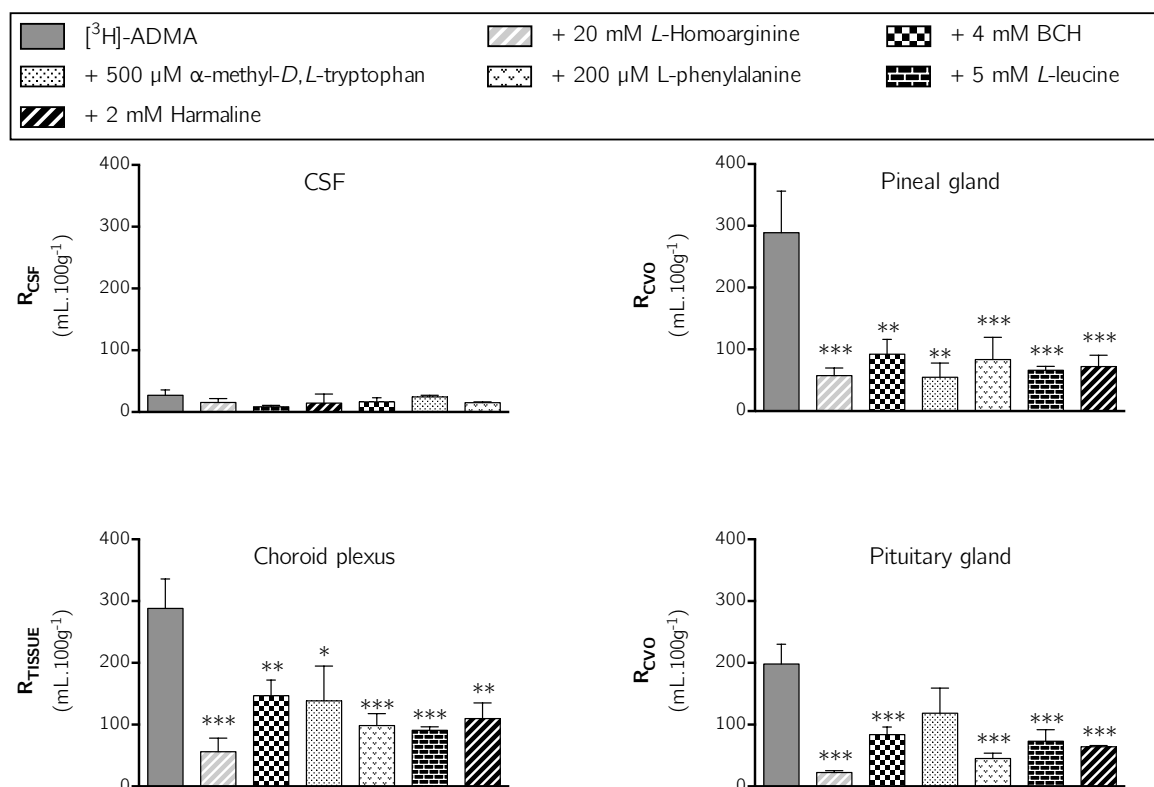 [³H]-ADMA
+ 20 mM L-Homoarginine
+ 4 mM BCH
+ 500 µM α-methyl-D,L-tryptophan
+ 200 µM L-phenylalanine
+ 5 mM L-leucine
+ 2 mM Harmaline
CSF
R_CSF
(mL.100g⁻¹)
400
300
200
100
0
Pineal gland
R_CVO
(mL.100g⁻¹)
400
300
200
100
0
***
**
**
***
***
***
Choroid plexus
R_TISSUE
(mL.100g⁻¹)
400
300
200
100
0
***
**
*
***
***
**
Pituitary gland
R_CVO
(mL.100g⁻¹)
400
300
200
100
0
***
***
***
***
***